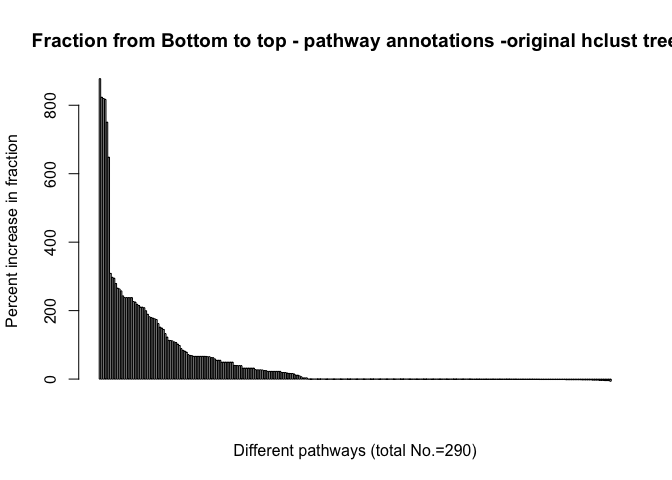 Fraction from Bottom to top - pathway annotations -original hclust tree
Percent increase in fraction
800
600
400
200
0
Different pathways (total No.=290)